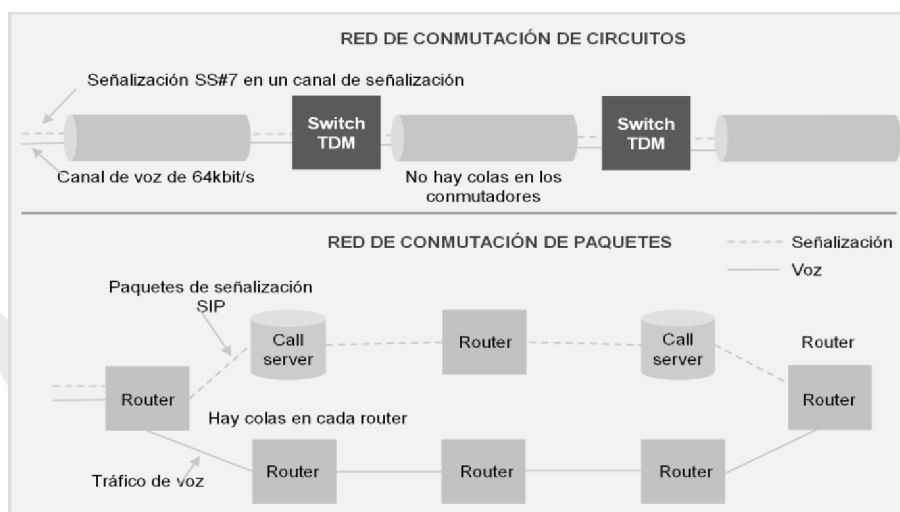 RED DE CONMUTACIÓN DE CIRCUITOS
Señalización SS#7 en un canal de señalización
Switch
TDM
Switch
TDM
Canal de voz de 64kbit/s
No hay colas en los
conmutadores
RED DE CONMUTACIÓN DE PAQUETES
Señalización
Voz
Paquetes de señalización
SIP
Call
server
Router
Call
server
Router
Router
Router
Hay colas en cada router
Tráfico de voz
Router
Router
Router